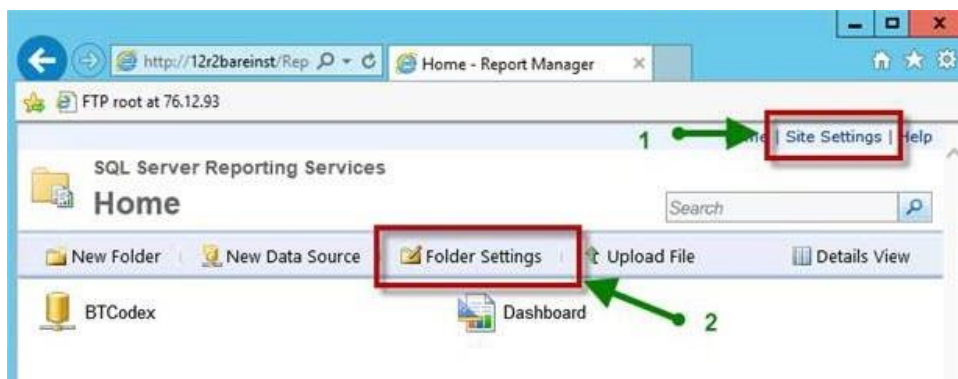 http://12r2bareinst/Rep
Home - Report Manager
FTP root at 76.12.93
1
Site Settings | Help
SQL Server Reporting Services
Home
Search
New Folder
New Data Source
Folder Settings
Upload File
Details View
BTCodex
Dashboard
2